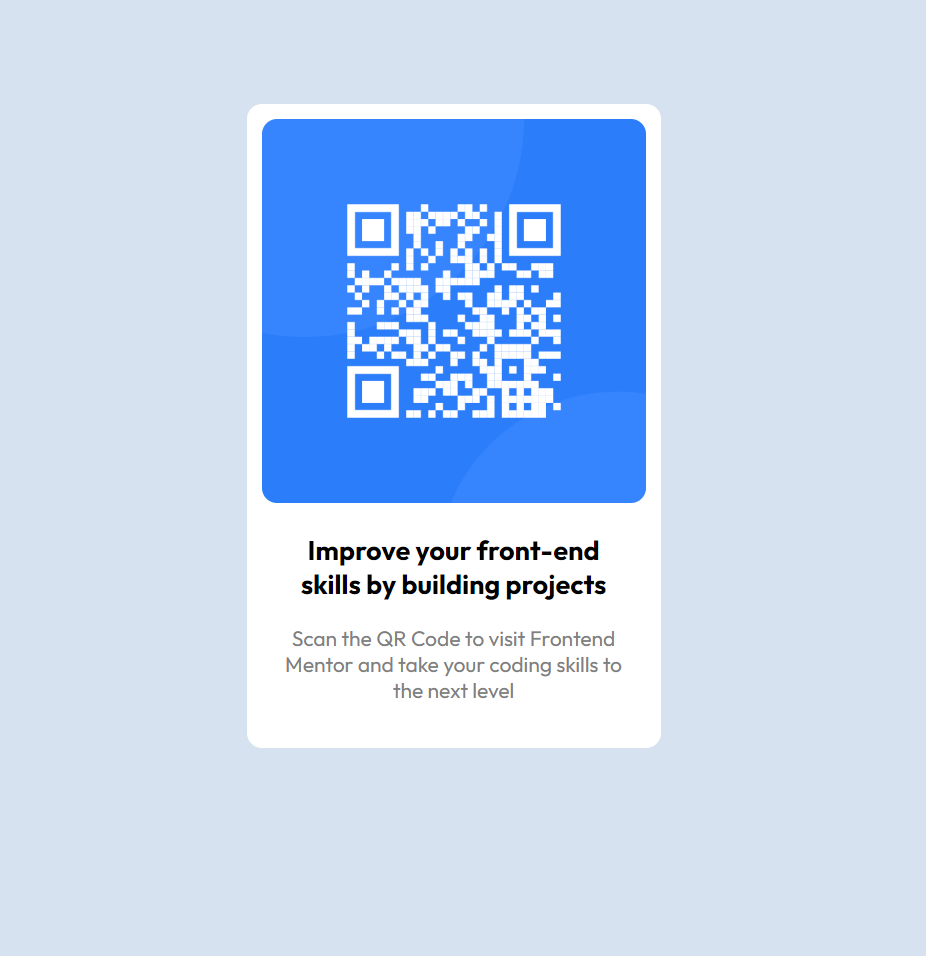 Improve your front-end
skills by building projects
Scan the QR Code to visit Frontend
Mentor and take your coding skills to
the next level